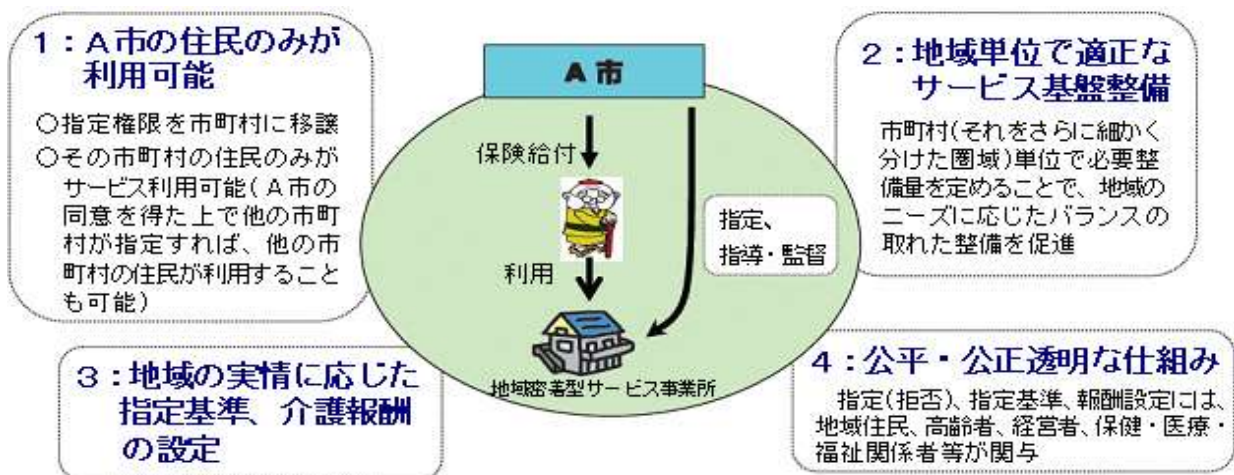 1：A市の住民のみが
利用可能
○指定権限を市町村に移譲
○その市町村の住民のみが
サービス利用可能（A市の
同意を得た上で他の市町
村が指定すれば、他の市
町村の住民が利用すること
も可能）
A市
保険給付
利用
指定、
指導・監督
地域密着型サービス事業所
2：地域単位で適正な
サービス基盤整備
市町村（それをさらに細かく
分けた圏域）単位で必要整
備量を定めることで、地域の
ニーズに応じたバランスの
取れた整備を促進
3：地域の実情に応じた
指定基準、介護報酬
の設定
4：公平・公正透明な仕組み
指定（拒否）、指定基準、報酬設定には、
地域住民、高齢者、経営者、保健・医療・
福祉関係者等が関与